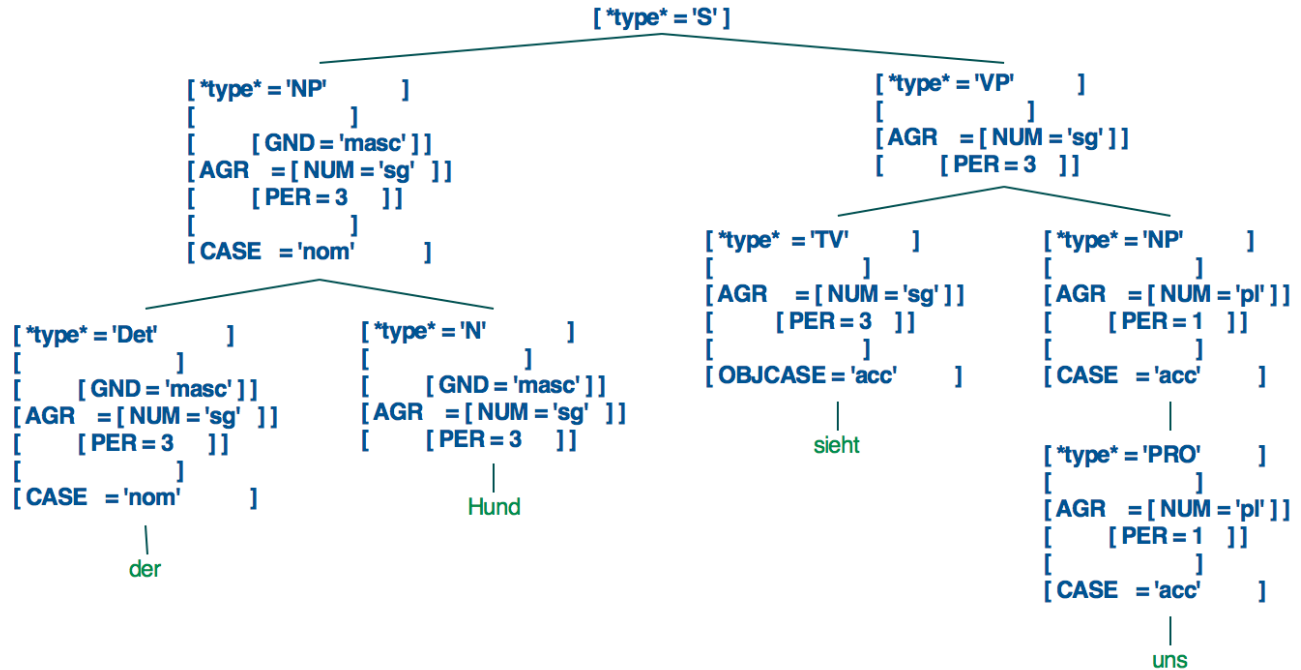 [ *type* = 'S' ]
[ *type* = 'NP' ]
[ ]
[ [ GND = 'masc' ] ]
[ AGR = [ NUM = 'sg' ] ]
[ [ PER = 3 ] ]
[ ]
[ CASE = 'nom' ]
[ *type* = 'VP' ]
[ ]
[ AGR = [ NUM = 'sg' ] ]
[ [ PER = 3 ] ]
[ *type* = 'Det' ]
[ ]
[ [ GND = 'masc' ] ]
[ AGR = [ NUM = 'sg' ] ]
[ [ PER = 3 ] ]
[ ]
[ CASE = 'nom' ]
der
[ *type* = 'N' ]
[ ]
[ [ GND = 'masc' ] ]
[ AGR = [ NUM = 'sg' ] ]
[ [ PER = 3 ] ]
Hund
[ *type* = 'TV' ]
[ ]
[ AGR = [ NUM = 'sg' ] ]
[ [ PER = 3 ] ]
[ ]
[ OBJCASE = 'acc' ]
sieht
[ *type* = 'NP' ]
[ ]
[ AGR = [ NUM = 'pl' ] ]
[ [ PER = 1 ] ]
[ ]
[ CASE = 'acc' ]
[ *type* = 'PRO' ]
[ ]
[ AGR = [ NUM = 'pl' ] ]
[ [ PER = 1 ] ]
[ ]
[ CASE = 'acc' ]
uns